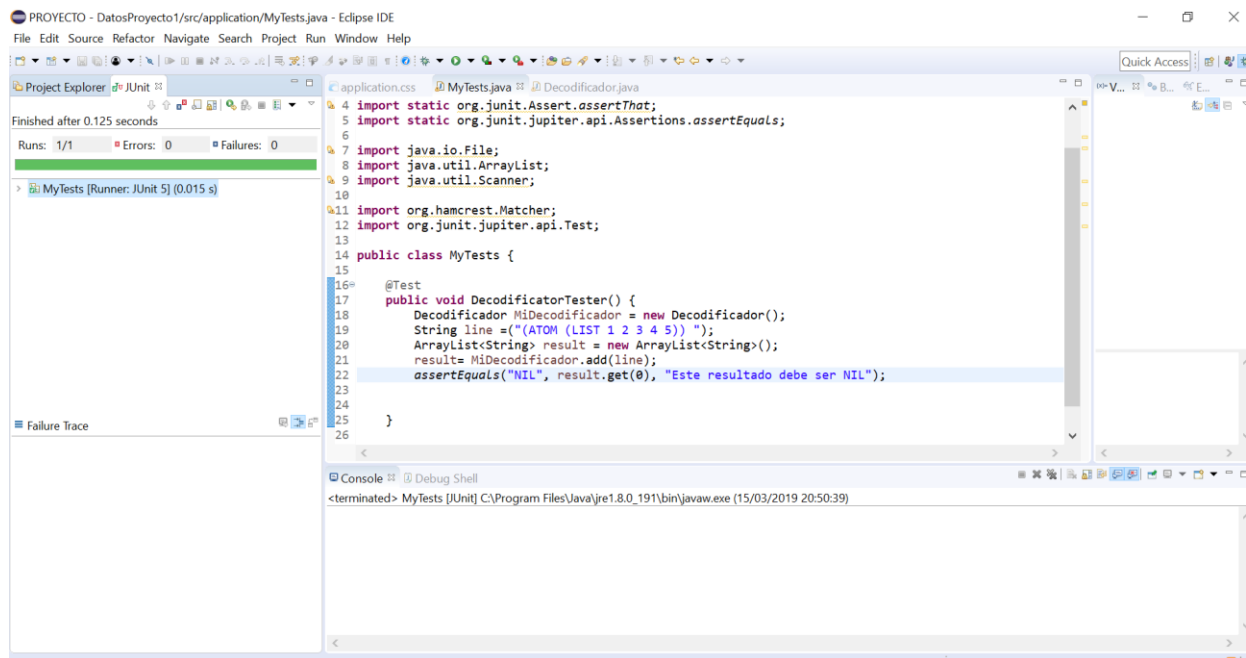 PROYECTO - DatosProyecto1/src/application/MyTests.java - Eclipse IDE
File Edit Source Refactor Navigate Search Project Run Window Help
Quick Access
Project Explorer JUnit
Finished after 0.125 seconds
Runs: 1/1 Errors: 0 Failures: 0
MyTests [Runner: JUnit 5] (0.015 s)
Failure Trace
application.css MyTests.java Decodificador.java
4 import static org.junit.Assert.assertThat;
5 import static org.junit.jupiter.api.Assertions.assertEquals;
6
7 import java.io.File;
8 import java.util.ArrayList;
9 import java.util.Scanner;
10
11 import org.hamcrest.Matcher;
12 import org.junit.jupiter.api.Test;
13
14 public class MyTests {
15
16 @Test
17 public void DecodificatorTester() {
18 Decodificador MiDecodificador = new Decodificador();
19 String line =("(ATOM (LIST 1 2 3 4 5)) ");
20 ArrayList<String> result = new ArrayList<String>();
21 result= MiDecodificador.add(line);
22 assertEquals("NIL", result.get(0), "Este resultado debe ser NIL");
23
24
25 }
26
V... B... E...
Console Debug Shell
<terminated> MyTests [JUnit] C:\Program Files\Java\jre1.8.0_191\bin\javaw.exe (15/03/2019 20:50:39)